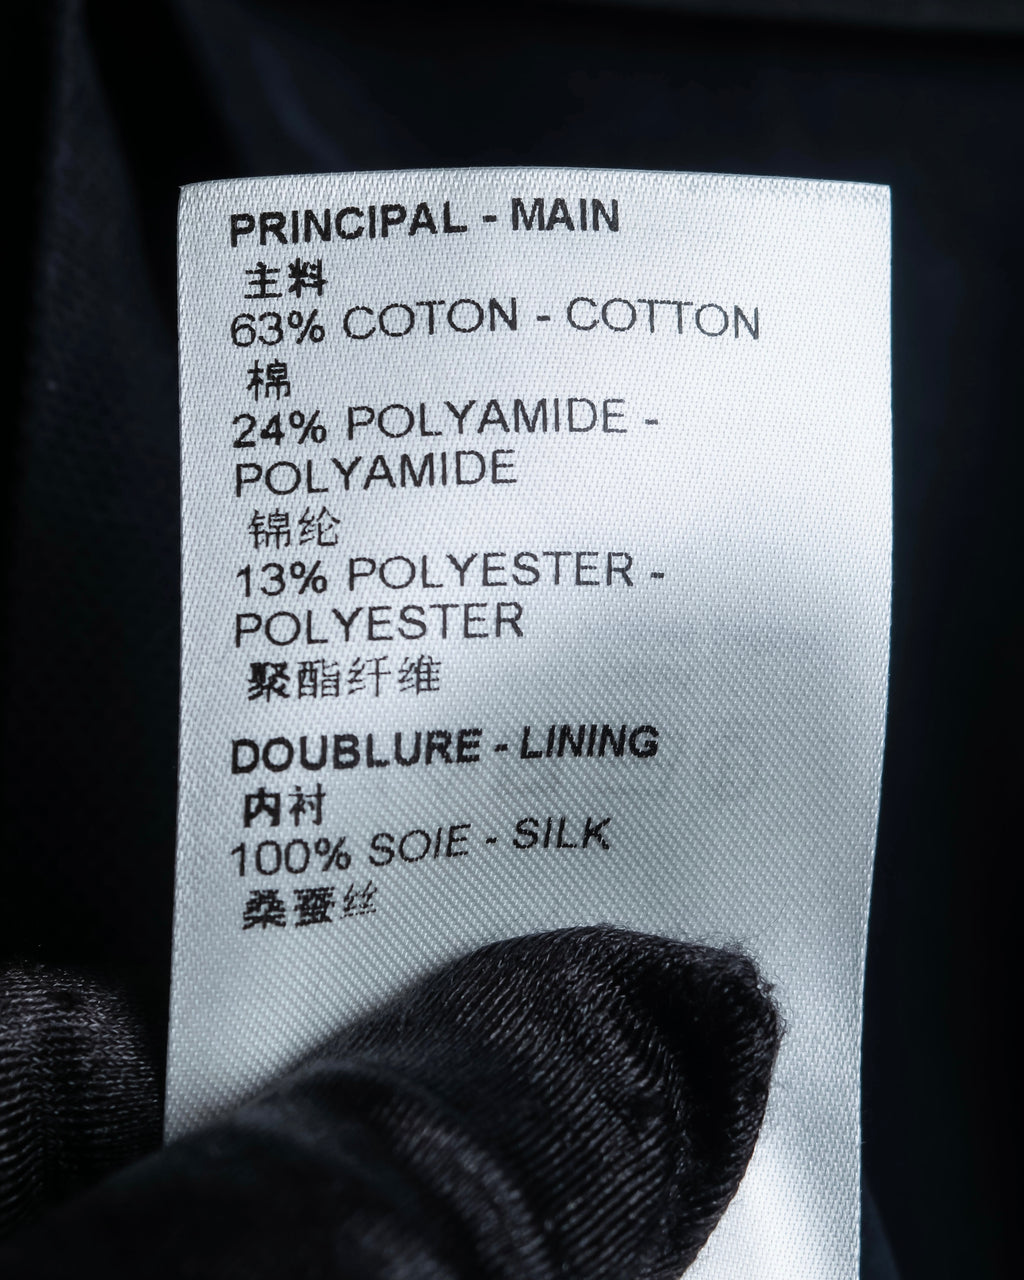 PRINCIPAL - MAIN
主料
63% COTON - COTTON
棉
24% POLYAMIDE -
POLYAMIDE
锦纶
13% POLYESTER -
POLYESTER
聚酯纤维
DOUBLURE - LINING
内衬
100% SOIE - SILK
桑蚕丝